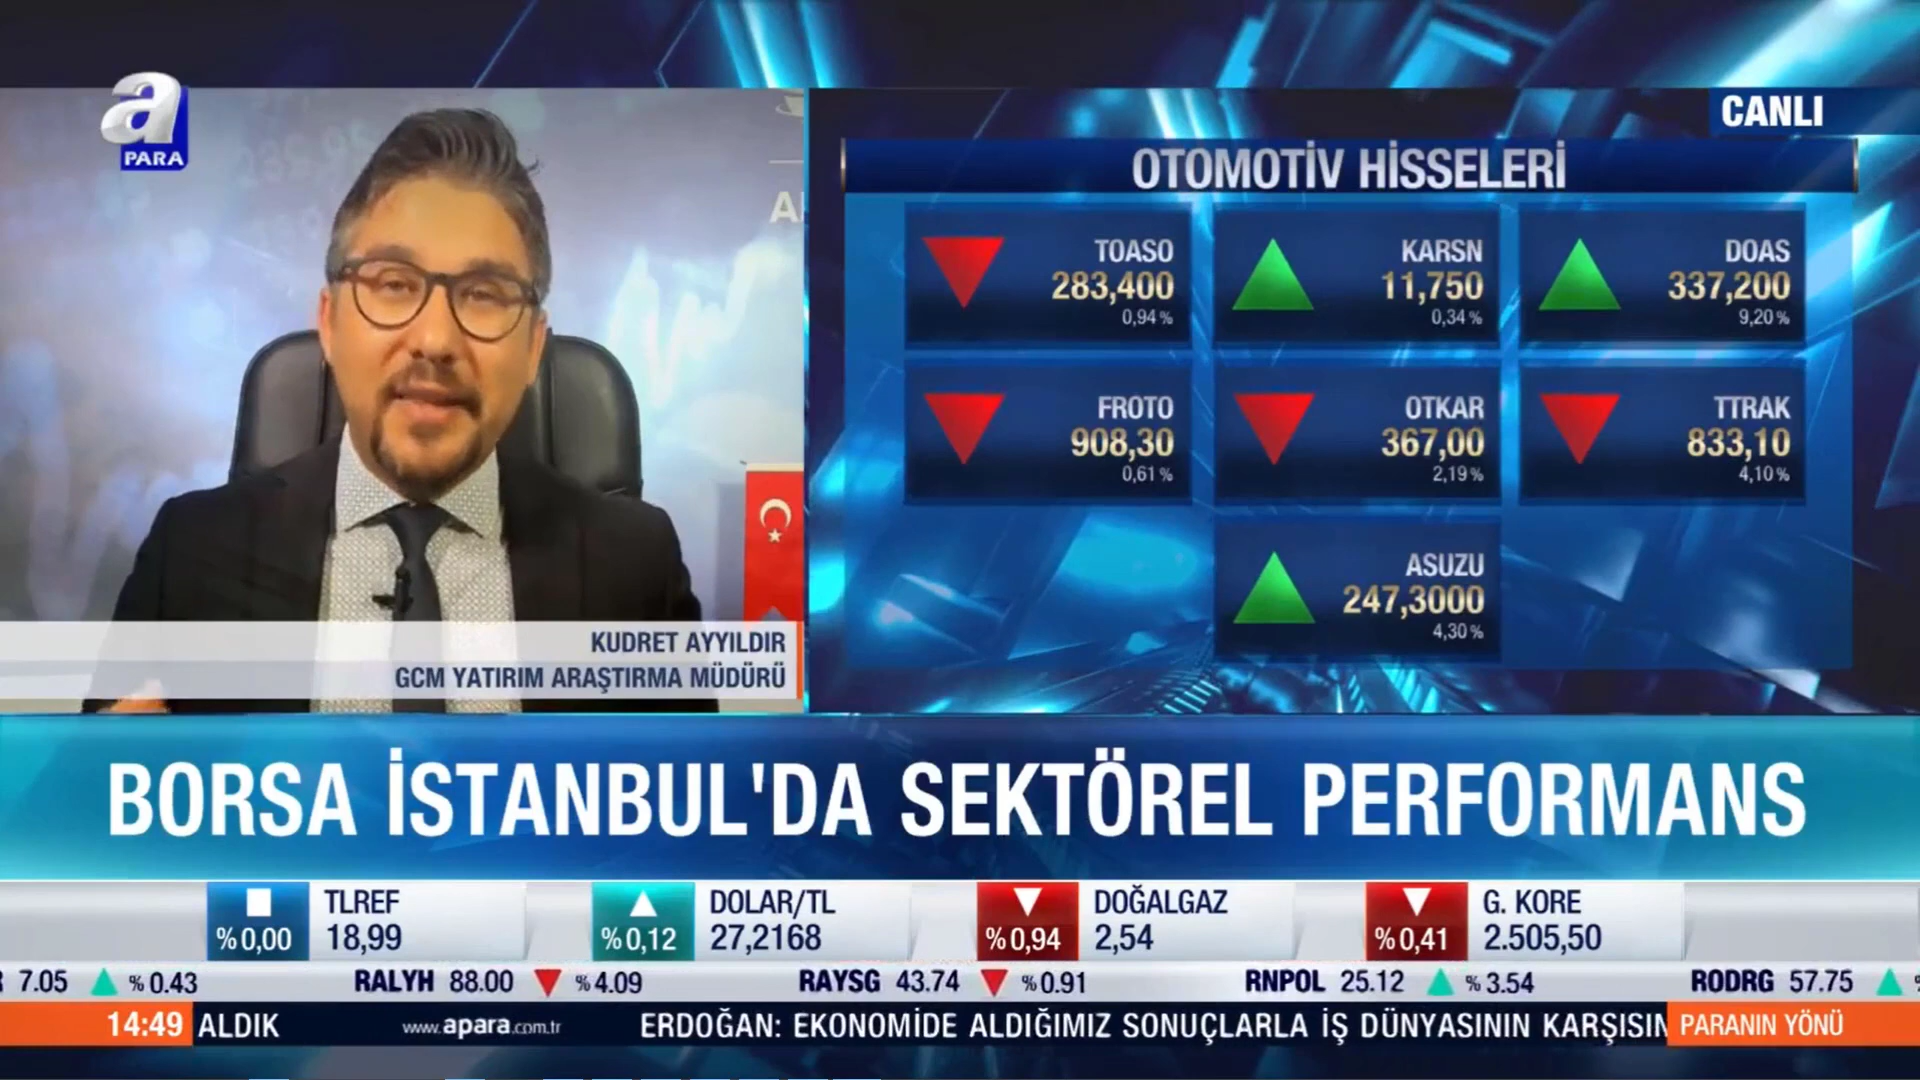 a
PARA
CANLI
OTOMOTİV HİSSELERİ
TOASO
283,400
0,94 %
KARSN
11,750
0,34 %
DOAS
337,200
9,20 %
FROTO
908,30
0,61 %
OTKAR
367,00
2,19 %
TTRAK
833,10
4,10 %
ASUZU
247,3000
4,30 %
KUDRET AYYILDIR
GCM YATIRIM ARAŞTIRMA MÜDÜRÜ
BORSA İSTANBUL'DA SEKTÖREL PERFORMANS
%0,00 TLREF 18,99
%0,12 DOLAR/TL 27,2168
%0,94 DOĞALGAZ 2,54
%0,41 G. KORE 2.505,50
7.05 %0.43 RALYH 88.00 %4.09 RAYSG 43.74 %0.91 RNPOL 25.12 %3.54 RODRG 57.75
14:49 ALDIK www.apara.com.tr ERDOĞAN: EKONOMİDE ALDIĞIMIZ SONUÇLARLA İŞ DÜNYASININ KARŞISIN PARANIN YÖNÜ